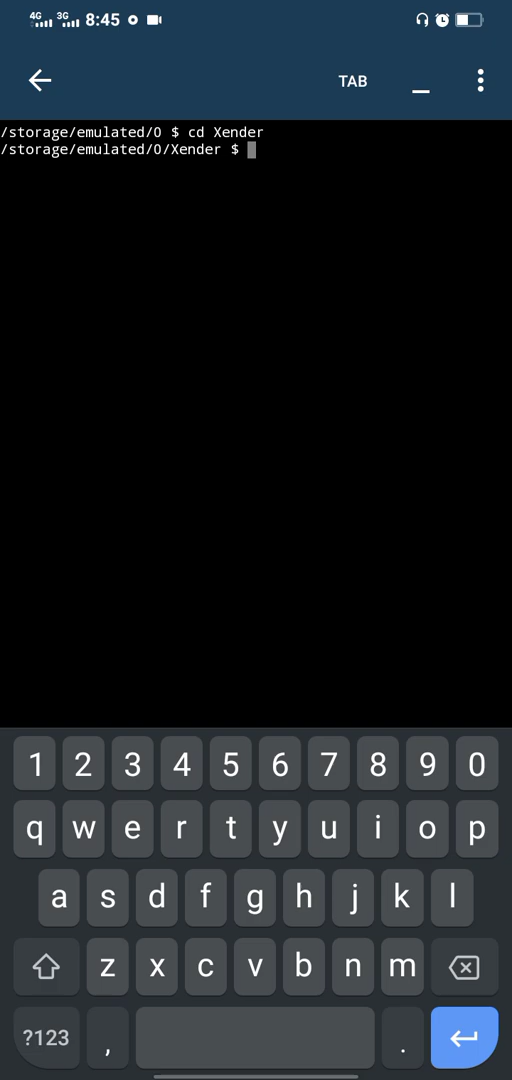 4G 3G 8:45
TAB _
/storage/emulated/0 $ cd Xender
/storage/emulated/0/Xender $
1 2 3 4 5 6 7 8 9 0
q w e r t y u i o p
a s d f g h j k l
z x c v b n m
?123 , .